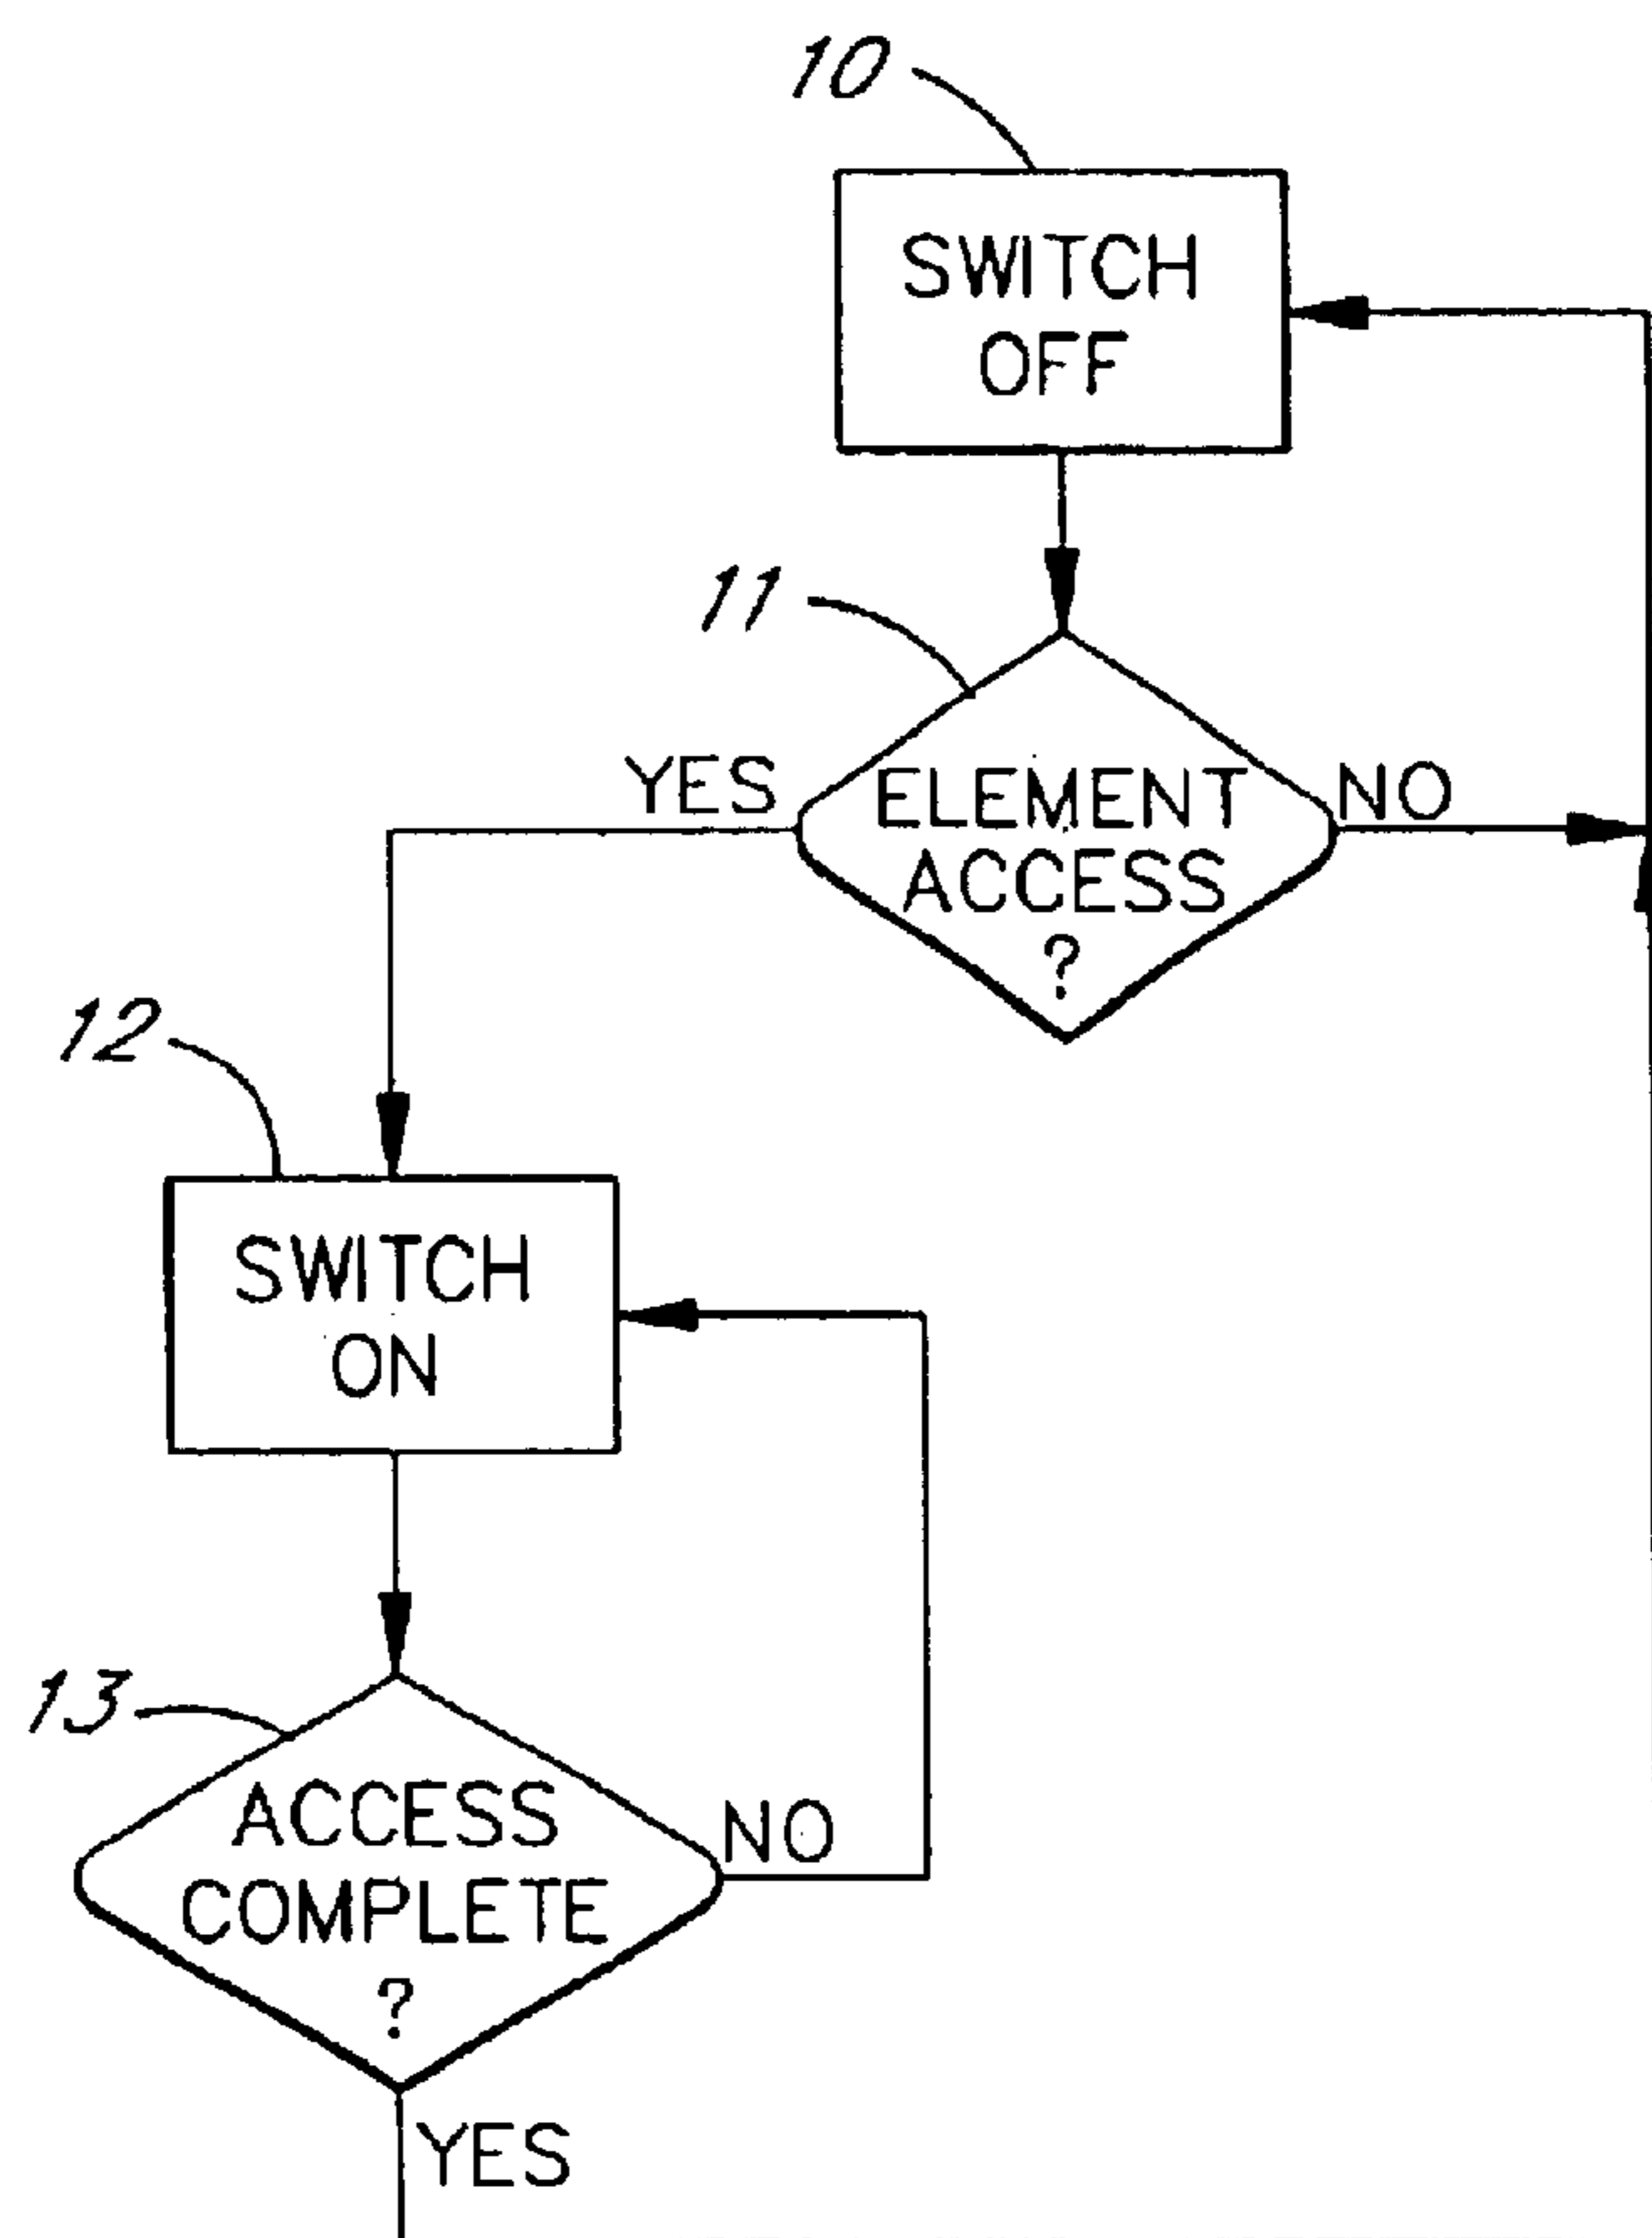 10
SWITCH
OFF
11
YES
ELEMENT
ACCESS
?
NO
12
SWITCH
ON
13
ACCESS
COMPLETE
?
NO
YES